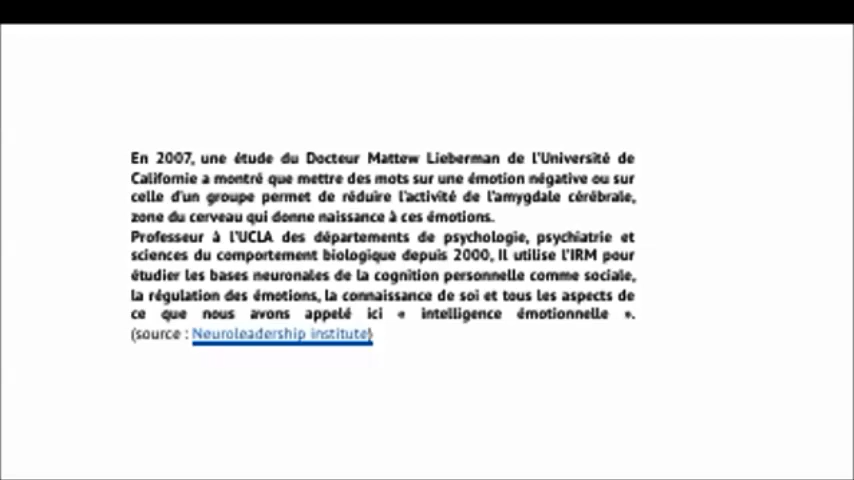 En 2007, une étude du Docteur Mattew Lieberman de l'Université de
Californie a montré que mettre des mots sur une émotion négative ou sur
celle d'un groupe permet de réduire l'activité de l'amygdale cérébrale,
zone du cerveau qui donne naissance à ces émotions.
Professeur à l'UCLA des départements de psychologie, psychiatrie et
sciences du comportement biologique depuis 2000, Il utilise l'IRM pour
étudier les bases neuronales de la cognition personnelle comme sociale,
la régulation des émotions, la connaissance de soi et tous les aspects de
ce que nous avons appelé ici « intelligence émotionnelle ».
(source : Neuroleadership institute)